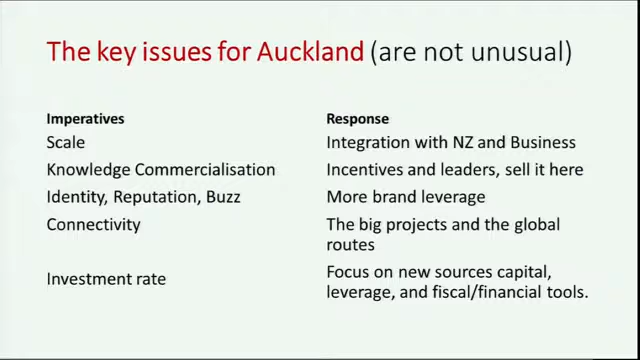 The key issues for Auckland (are not unusual)
Imperatives Response
Scale Integration with NZ and Business
Knowledge Commercialisation Incentives and leaders, sell it here
Identity, Reputation, Buzz More brand leverage
Connectivity The big projects and the global
routes
Investment rate Focus on new sources capital,
leverage, and fiscal/financial tools.